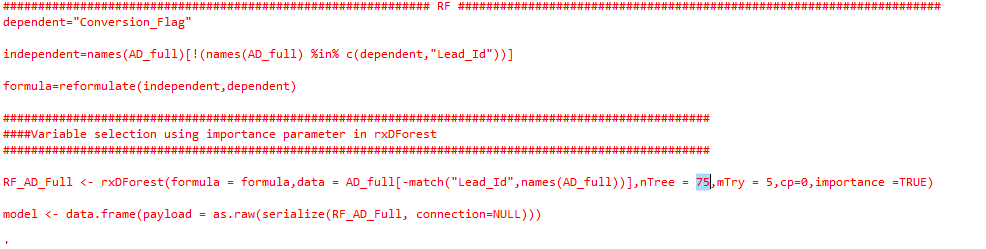 ############################################################# RF #####################################################################
dependent="Conversion_Flag"
independent=names(AD_full)[!(names(AD_full) %in% c(dependent,"Lead_Id"))]
formula=reformulate(independent,dependent)
#####################################################################################################
####Variable selection using importance parameter in rxDForest
#####################################################################################################
RF_AD_Full <- rxDForest(formula = formula,data = AD_full[-match("Lead_Id",names(AD_full))],nTree = 75,mTry = 5,cp=0,importance =TRUE)
model <- data.frame(payload = as.raw(serialize(RF_AD_Full, connection=NULL)))